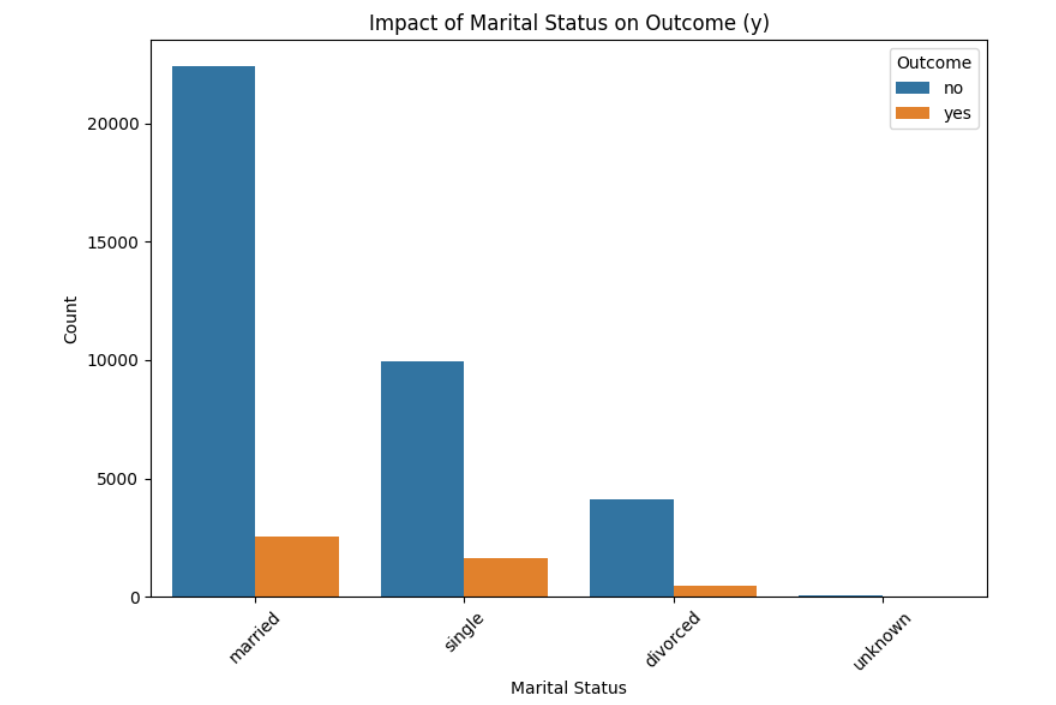 Impact of Marital Status on Outcome (y)
Outcome
no
yes
20000
15000
10000
5000
0
Count
married
single
divorced
unknown
Marital Status